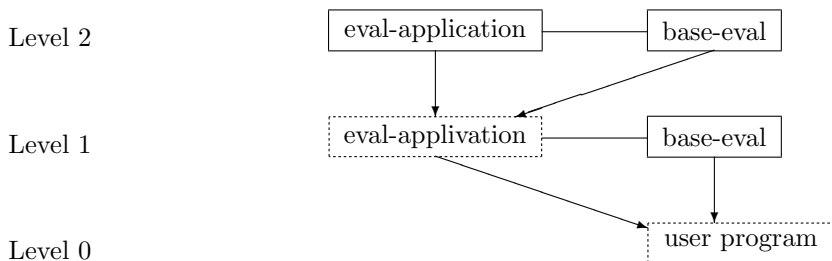 Level 2 eval-application base-eval
Level 1 eval-applivation base-eval
Level 0 user program